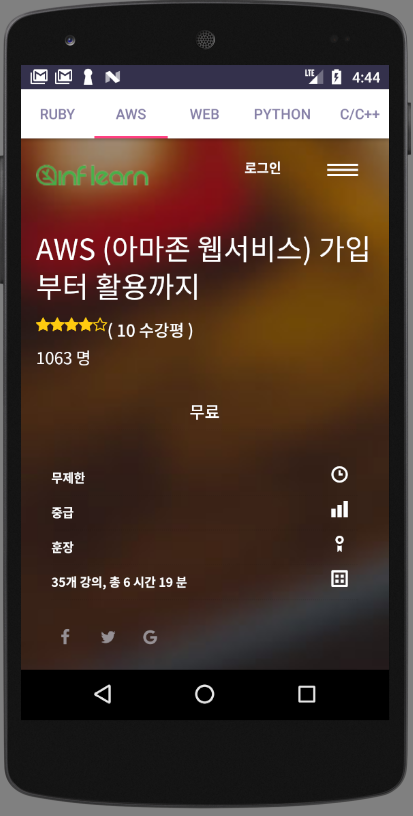 LTE 4:44
RUBY AWS WEB PYTHON C/C++
inflearn 로그인
AWS (아마존 웹서비스) 가입
부터 활용까지
( 10 수강평 )
1063 명
무료
무제한
중급
훈장
35개 강의, 총 6 시간 19 분